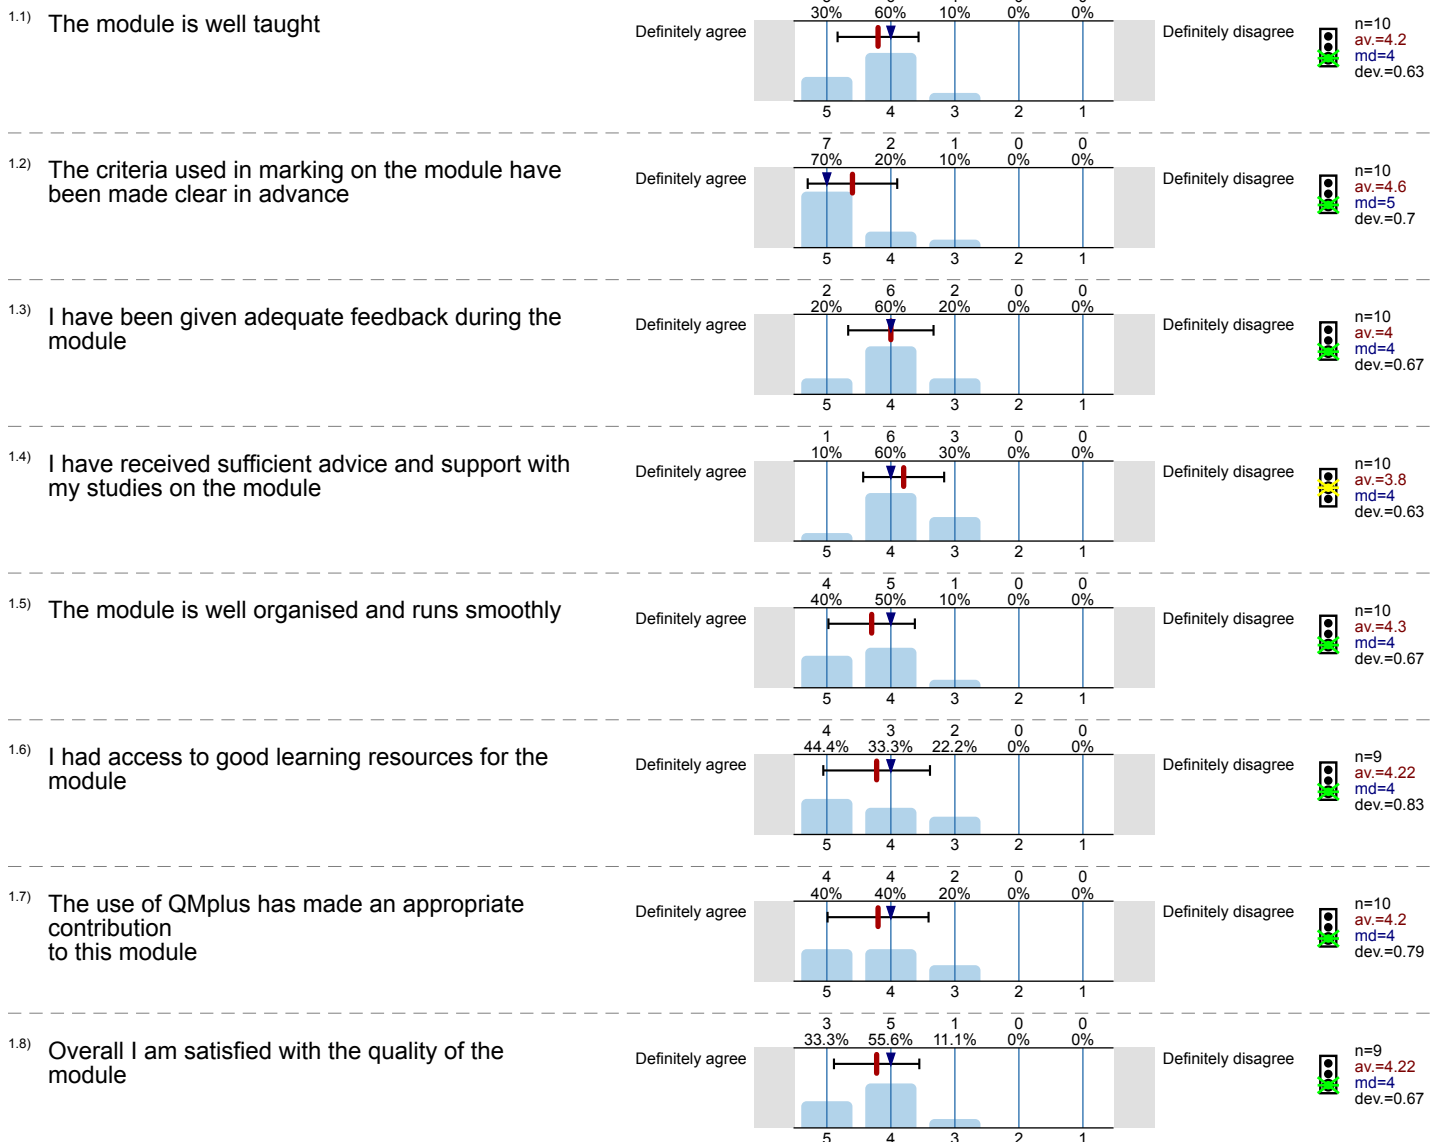 30% 60% 10% 0% 0%
1.1) The module is well taught
Definitely agree
Definitely disagree
n=10
av.=4.2
md=4
dev.=0.63
5 4 3 2 1
7 2 1 0 0
70% 20% 10% 0% 0%
1.2) The criteria used in marking on the module have
been made clear in advance
Definitely agree
Definitely disagree
n=10
av.=4.6
md=5
dev.=0.7
5 4 3 2 1
2 6 2 0 0
20% 60% 20% 0% 0%
1.3) I have been given adequate feedback during the
module
Definitely agree
Definitely disagree
n=10
av.=4
md=4
dev.=0.67
5 4 3 2 1
1 6 3 0 0
10% 60% 30% 0% 0%
1.4) I have received sufficient advice and support with
my studies on the module
Definitely agree
Definitely disagree
n=10
av.=3.8
md=4
dev.=0.63
5 4 3 2 1
4 5 1 0 0
40% 50% 10% 0% 0%
1.5) The module is well organised and runs smoothly
Definitely agree
Definitely disagree
n=10
av.=4.3
md=4
dev.=0.67
5 4 3 2 1
4 3 2 0 0
44.4% 33.3% 22.2% 0% 0%
1.6) I had access to good learning resources for the
module
Definitely agree
Definitely disagree
n=9
av.=4.22
md=4
dev.=0.83
5 4 3 2 1
4 4 2 0 0
40% 40% 20% 0% 0%
1.7) The use of QMplus has made an appropriate
contribution
to this module
Definitely agree
Definitely disagree
n=10
av.=4.2
md=4
dev.=0.79
5 4 3 2 1
3 5 1 0 0
33.3% 55.6% 11.1% 0% 0%
1.8) Overall I am satisfied with the quality of the
module
Definitely agree
Definitely disagree
n=9
av.=4.22
md=4
dev.=0.67
5 4 3 2 1